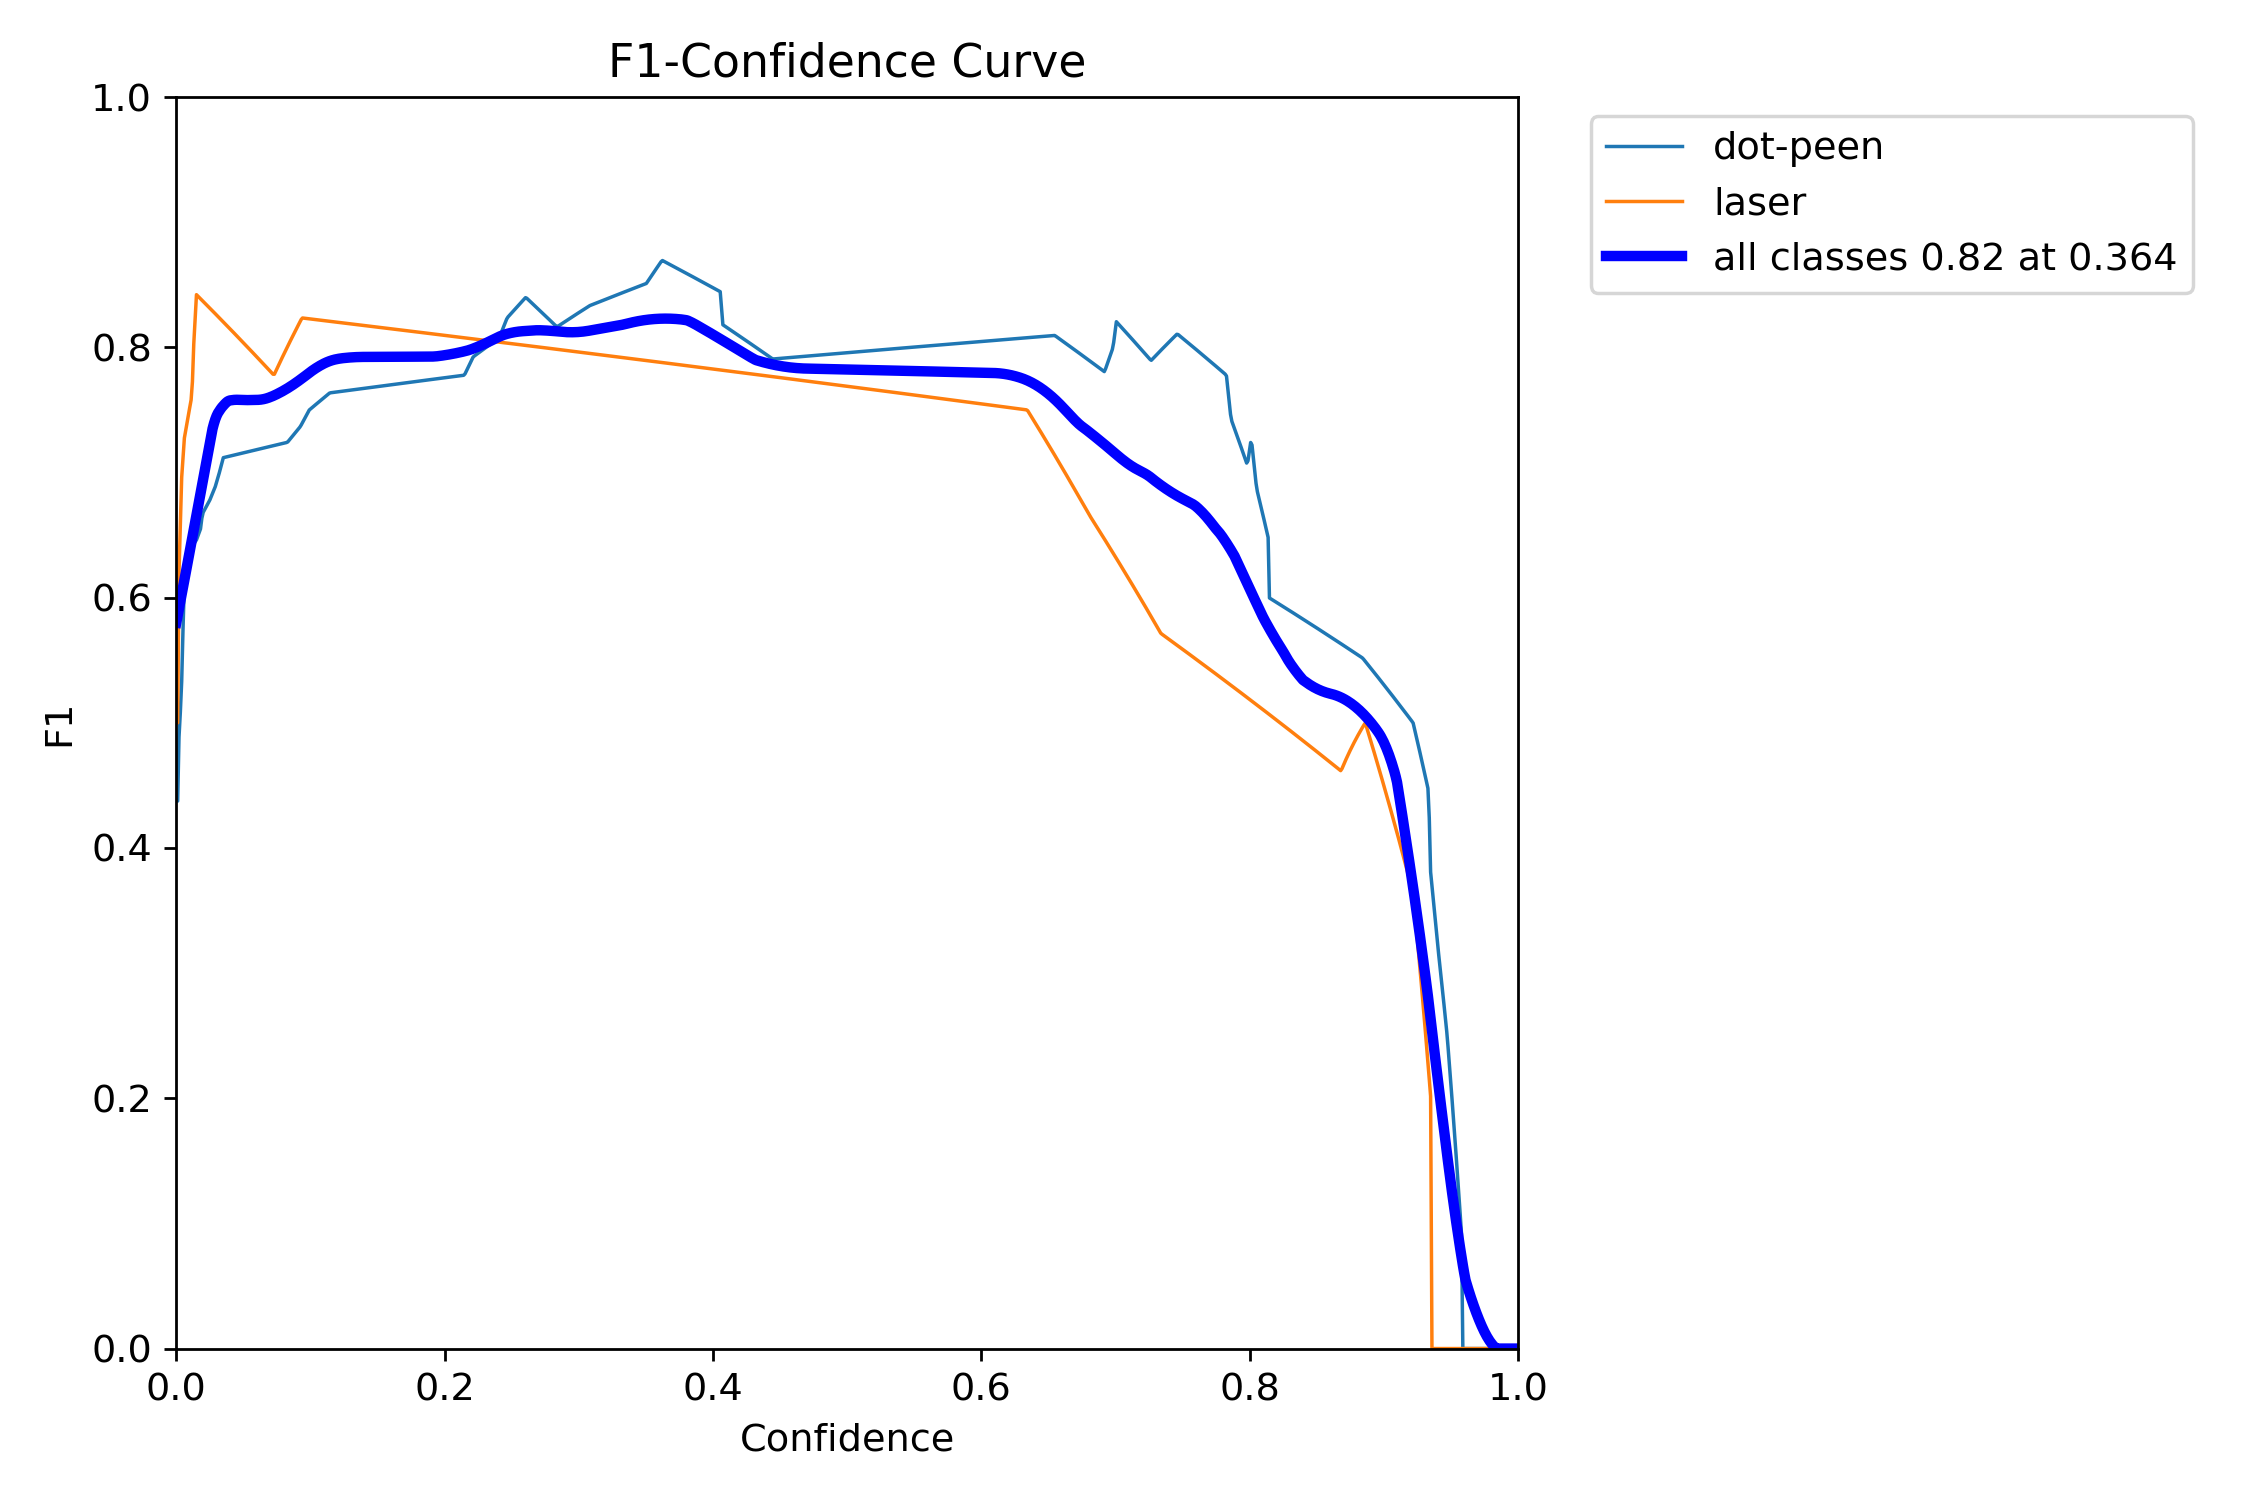 F1-Confidence Curve
1.0
0.8
0.6
0.4
0.2
0.0
F1
0.0 0.2 0.4 0.6 0.8 1.0
Confidence
dot-peen
laser
all classes 0.82 at 0.364